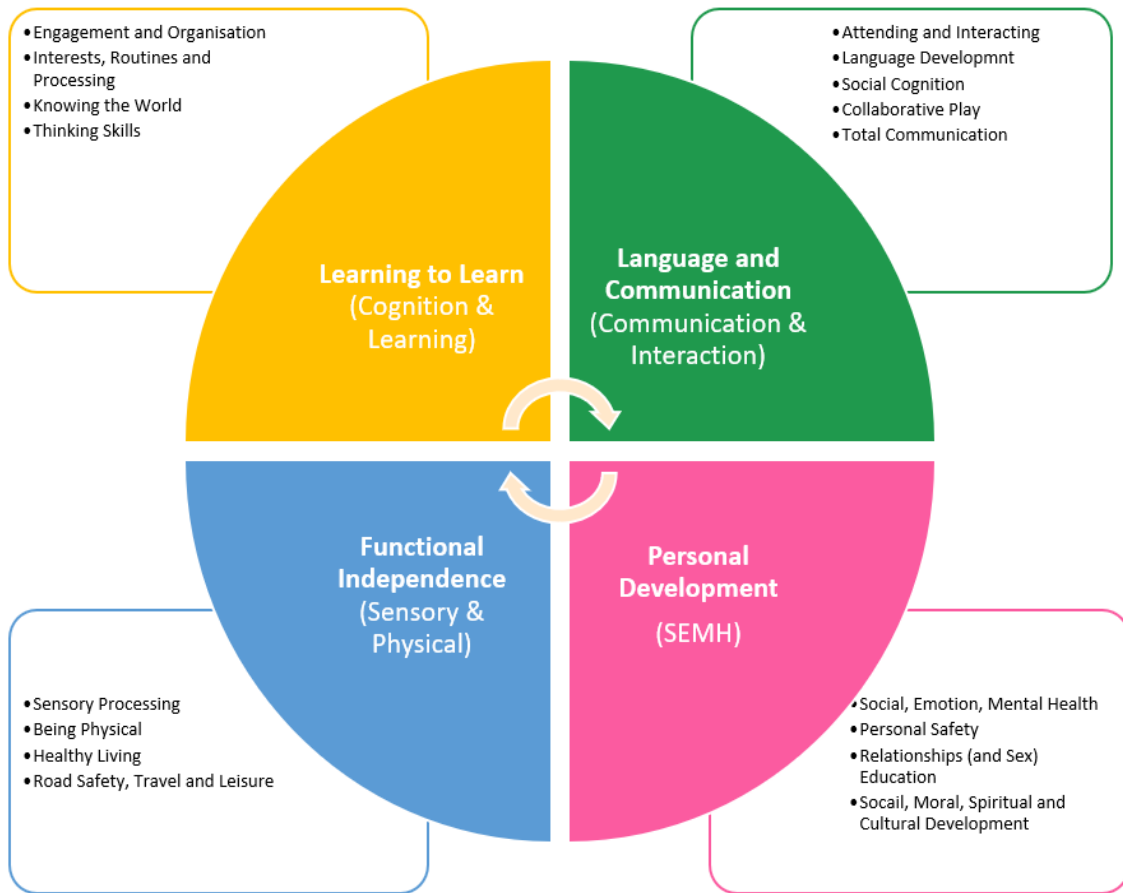 •Engagement and Organisation
•Interests, Routines and
Processing
•Knowing the World
•Thinking Skills
•Attending and Interacting
•Language Developmnt
•Social Cognition
•Collaborative Play
•Total Communication
Learning to Learn
(Cognition &
Learning)
Language and
Communication
(Communication &
Interaction)
Functional
Independence
(Sensory &
Physical)
Personal
Development
(SEMH)
•Sensory Processing
•Being Physical
•Healthy Living
•Road Safety, Travel and Leisure
•Social, Emotion, Mental Health
•Personal Safety
•Relationships (and Sex)
Education
•Socail, Moral, Spiritual and
Cultural Development